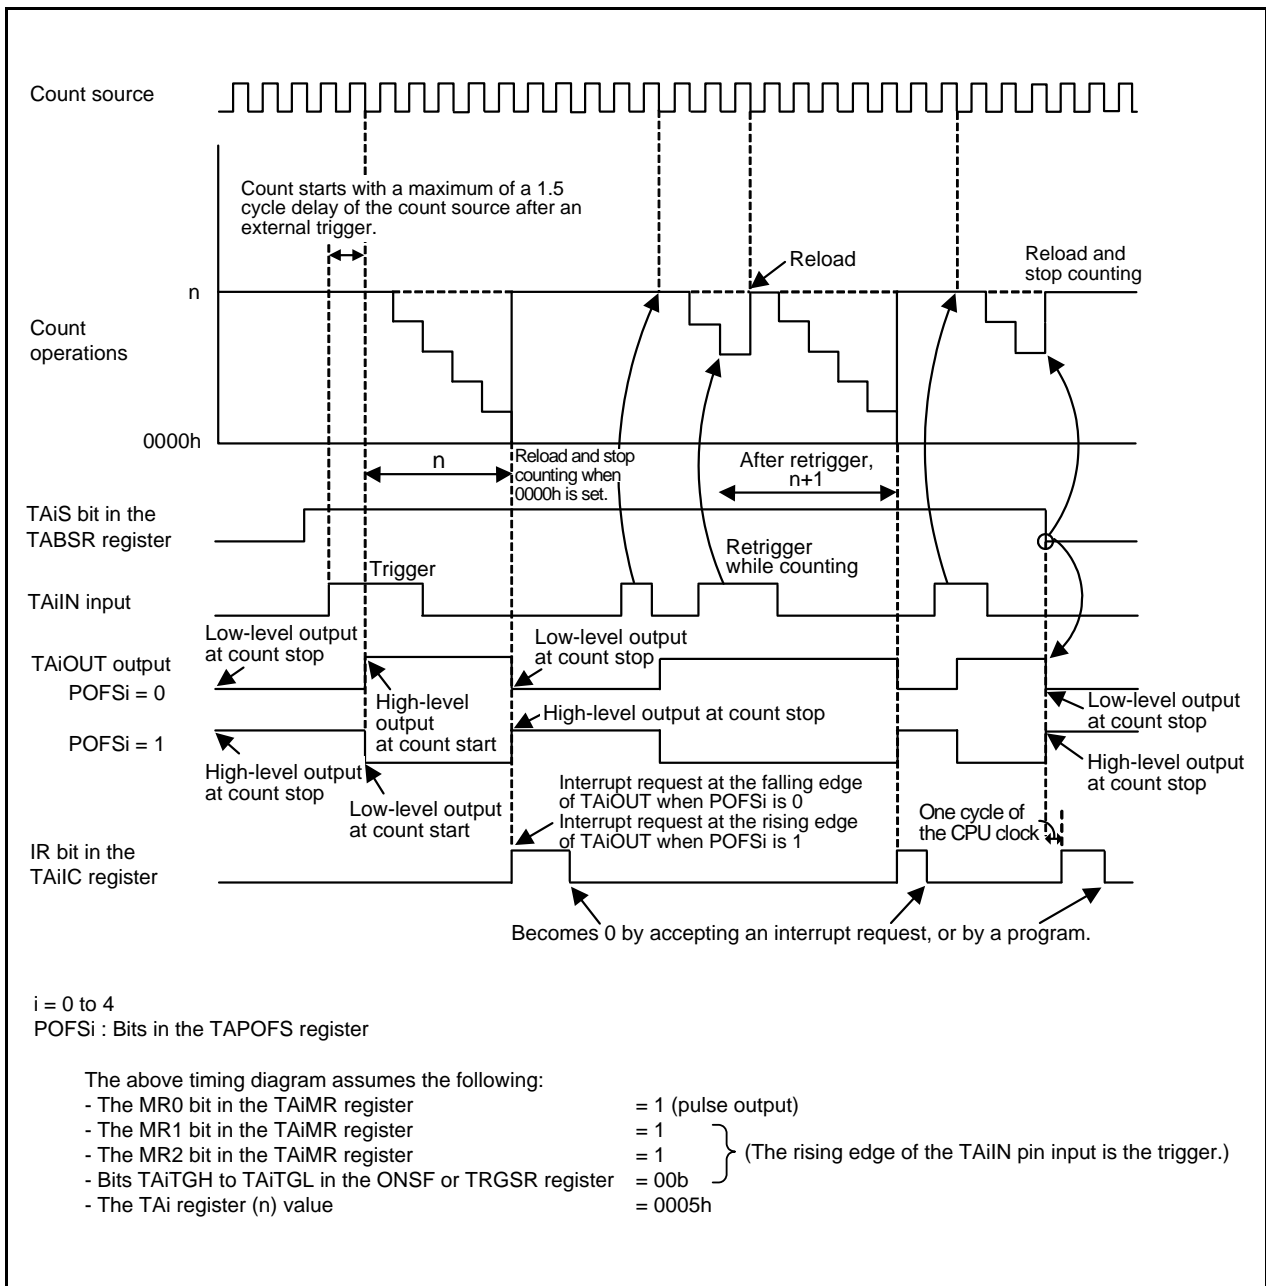 Count source
Count starts with a maximum of a 1.5
cycle delay of the count source after an
external trigger.
Reload
Reload and
stop counting
n
Count
operations
0000h
n
Reload and stop
counting when
0000h is set.
After retrigger,
n+1
TAiS bit in the
TABSR register
Trigger
Retrigger
while counting
TAiIN input
Low-level output
at count stop
Low-level output
at count stop
TAiOUT output
POFSi = 0
High-level
output
at count start
Low-level output
at count stop
High-level output at count stop
POFSi = 1
High-level output
at count stop
Low-level output
at count start
High-level output
at count stop
Interrupt request at the falling edge
of TAiOUT when POFSi is 0
Interrupt request at the rising edge
of TAiOUT when POFSi is 1
One cycle of
the CPU clock
IR bit in the
TAiIC register
Becomes 0 by accepting an interrupt request, or by a program.
i = 0 to 4
POFSi : Bits in the TAPOFS register
The above timing diagram assumes the following:
- The MR0 bit in the TAiMR register = 1 (pulse output)
- The MR1 bit in the TAiMR register = 1
- The MR2 bit in the TAiMR register = 1 (The rising edge of the TAiIN pin input is the trigger.)
- Bits TAiTGH to TAiTGL in the ONSF or TRGSR register = 00b
- The TAi register (n) value = 0005h